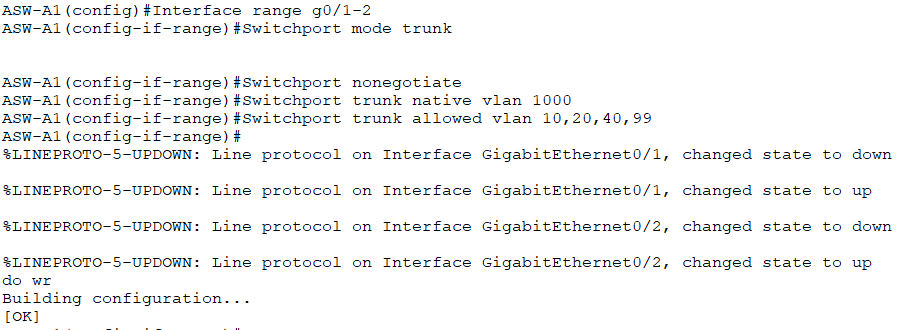 ASW-A1(config)#Interface range g0/1-2
ASW-A1(config-if-range)#Switchport mode trunk
ASW-A1(config-if-range)#Switchport nonegotiate
ASW-A1(config-if-range)#Switchport trunk native vlan 1000
ASW-A1(config-if-range)#Switchport trunk allowed vlan 10,20,40,99
ASW-A1(config-if-range)#
%LINEPROTO-5-UPDOWN: Line protocol on Interface GigabitEthernet0/1, changed state to down
%LINEPROTO-5-UPDOWN: Line protocol on Interface GigabitEthernet0/1, changed state to up
%LINEPROTO-5-UPDOWN: Line protocol on Interface GigabitEthernet0/2, changed state to down
%LINEPROTO-5-UPDOWN: Line protocol on Interface GigabitEthernet0/2, changed state to up
do wr
Building configuration...
[OK]